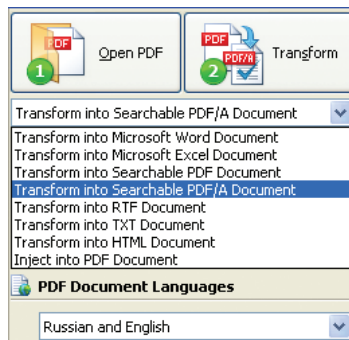 PDF
1
Open PDF
PDF
PDF/A
2
Transform
Transform into Searchable PDF/A Document
Transform into Microsoft Word Document
Transform into Microsoft Excel Document
Transform into Searchable PDF Document
Transform into Searchable PDF/A Document
Transform into RTF Document
Transform into TXT Document
Transform into HTML Document
Inject into PDF Document
PDF Document Languages
Russian and English